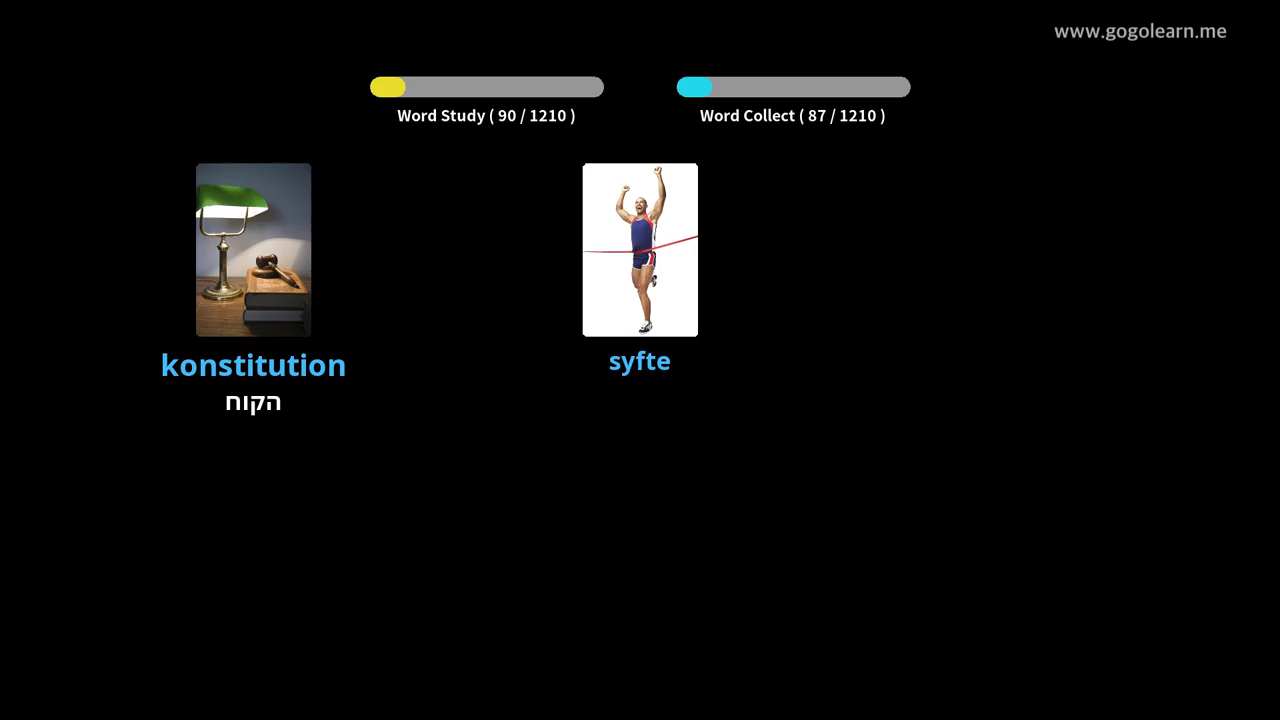 www.gogolearn.me
Word Study ( 90 / 1210 )
Word Collect ( 87 / 1210 )
konstitution
הקוח
syfte